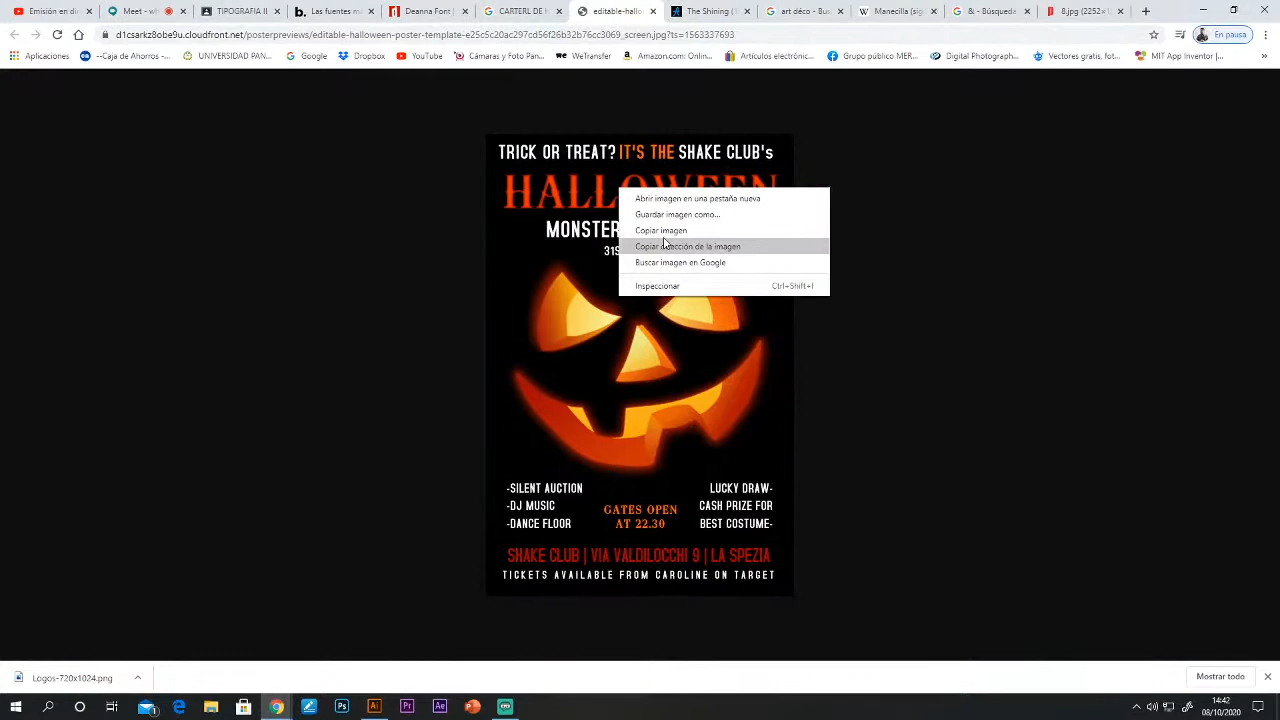 Emisión en di
Meet - wh
TIPOGRAFIA II
Las fuentes m
Deanna Font |
CARTERL DE H
editable-hallow
The Shining (
art déco - Bus
Manecilla (sig
& - Búsqueda
8.jpg (2252×1
d1csarkz8obe9u.cloudfront.net/posterpreviews/editable-halloween-poster-template-e25c5c20ac297cd56f26b32b76cc3069_screen.jpg?ts=1563337693
En pausa
Aplicaciones
--Caja de Ahorros -...
UNIVERSIDAD PAN...
Google
Dropbox
YouTube
Cámaras y Foto Pan...
WeTransfer
Amazon.com: Onlin...
Artículos electrónic...
Grupo público MER...
Digital Photograph...
Vectores gratis, fot...
MIT App Inventor |...
TRICK OR TREAT? IT'S THE SHAKE CLUB's
HALLOWEEN
MONSTER
31S
Abrir imagen en una pestaña nueva
Guardar imagen como...
Copiar imagen
Copiar dirección de la imagen
Buscar imagen en Google
Inspeccionar Ctrl+Shift+I
-SILENT AUCTION
-DJ MUSIC
-DANCE FLOOR
GATES OPEN
AT 22.30
LUCKY DRAW-
CASH PRIZE FOR
BEST COSTUME-
SHAKE CLUB | VIA VALDILOCCHI 9 | LA SPEZIA
TICKETS AVAILABLE FROM CAROLINE ON TARGET
Logos-720x1024.png
Mostrar todo
14:42
08/10/2020